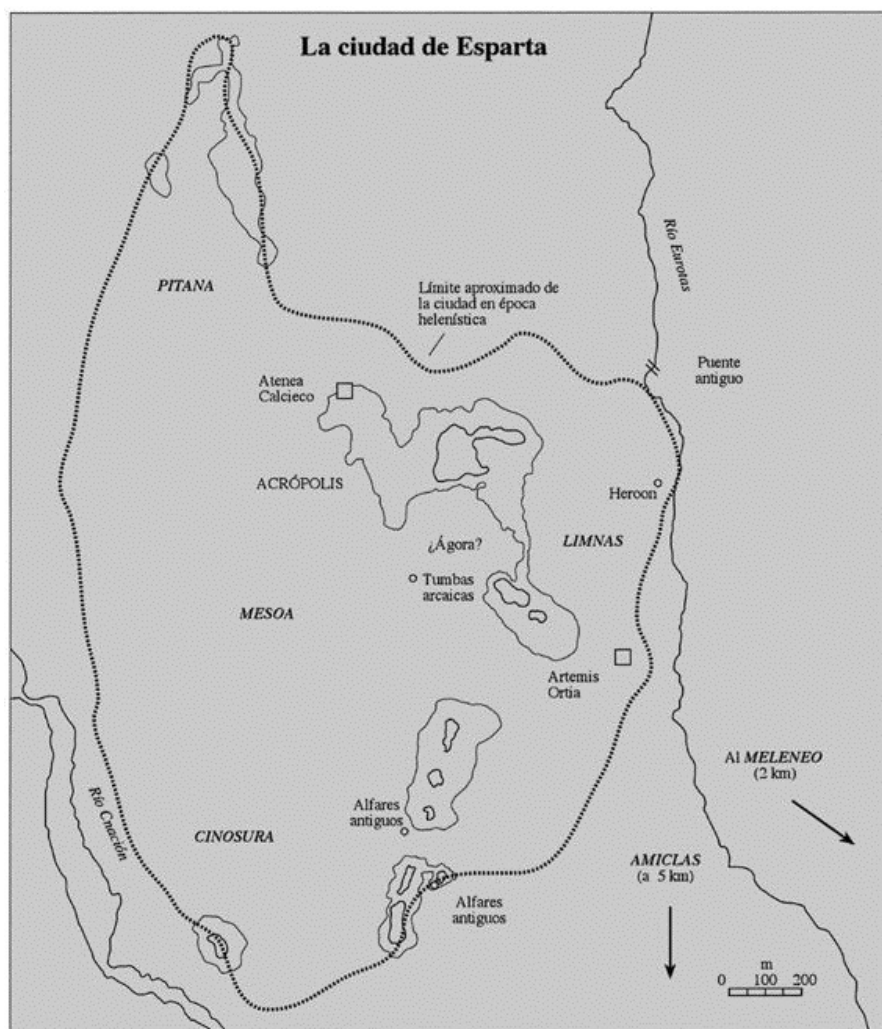 La ciudad de Esparta
Río Eurotas
PITANA
Límite aproximado de
la ciudad en época
helenística
Puente
antiguo
Atenea
Calcieco
ACRÓPOLIS
Heroon
¿Ágora?
LIMNAS
Tumbas
arcaicas
MESOA
Artemis
Ortia
Al MELENEO
(2 km)
Río Cnación
Alfares
antiguos
CINOSURA
AMICLAS
(a 5 km)
Alfares
antiguos
m
0 100 200